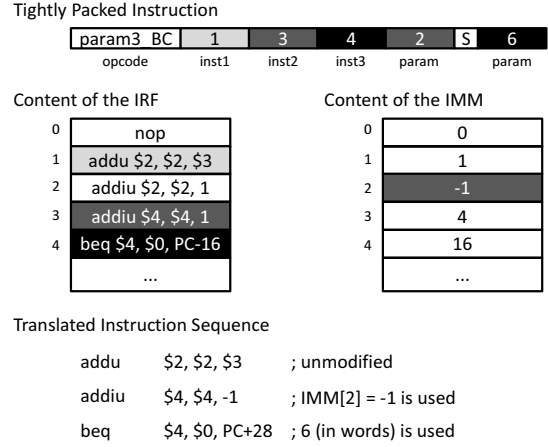 Tightly Packed Instruction
param3_BC 1 3 4 2 S 6
opcode inst1 inst2 inst3 param param
Content of the IRF Content of the IMM
0 nop 0 0
1 addu $2, $2, $3 1 1
2 addiu $2, $2, 1 2 -1
3 addiu $4, $4, 1 3 4
4 beq $4, $0, PC-16 4 16
... ...
Translated Instruction Sequence
addu $2, $2, $3 ; unmodified
addiu $4, $4, -1 ; IMM[2] = -1 is used
beq $4, $0, PC+28 ; 6 (in words) is used